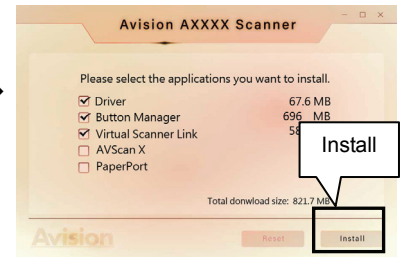 Avision AXXXX Scanner
Please select the applications you want to install.
Driver 67.6 MB
Button Manager 696 MB
Virtual Scanner Link 58
AVScan X
PaperPort
Install
Total donwload size: 821.7 MB
Avision Reset Install